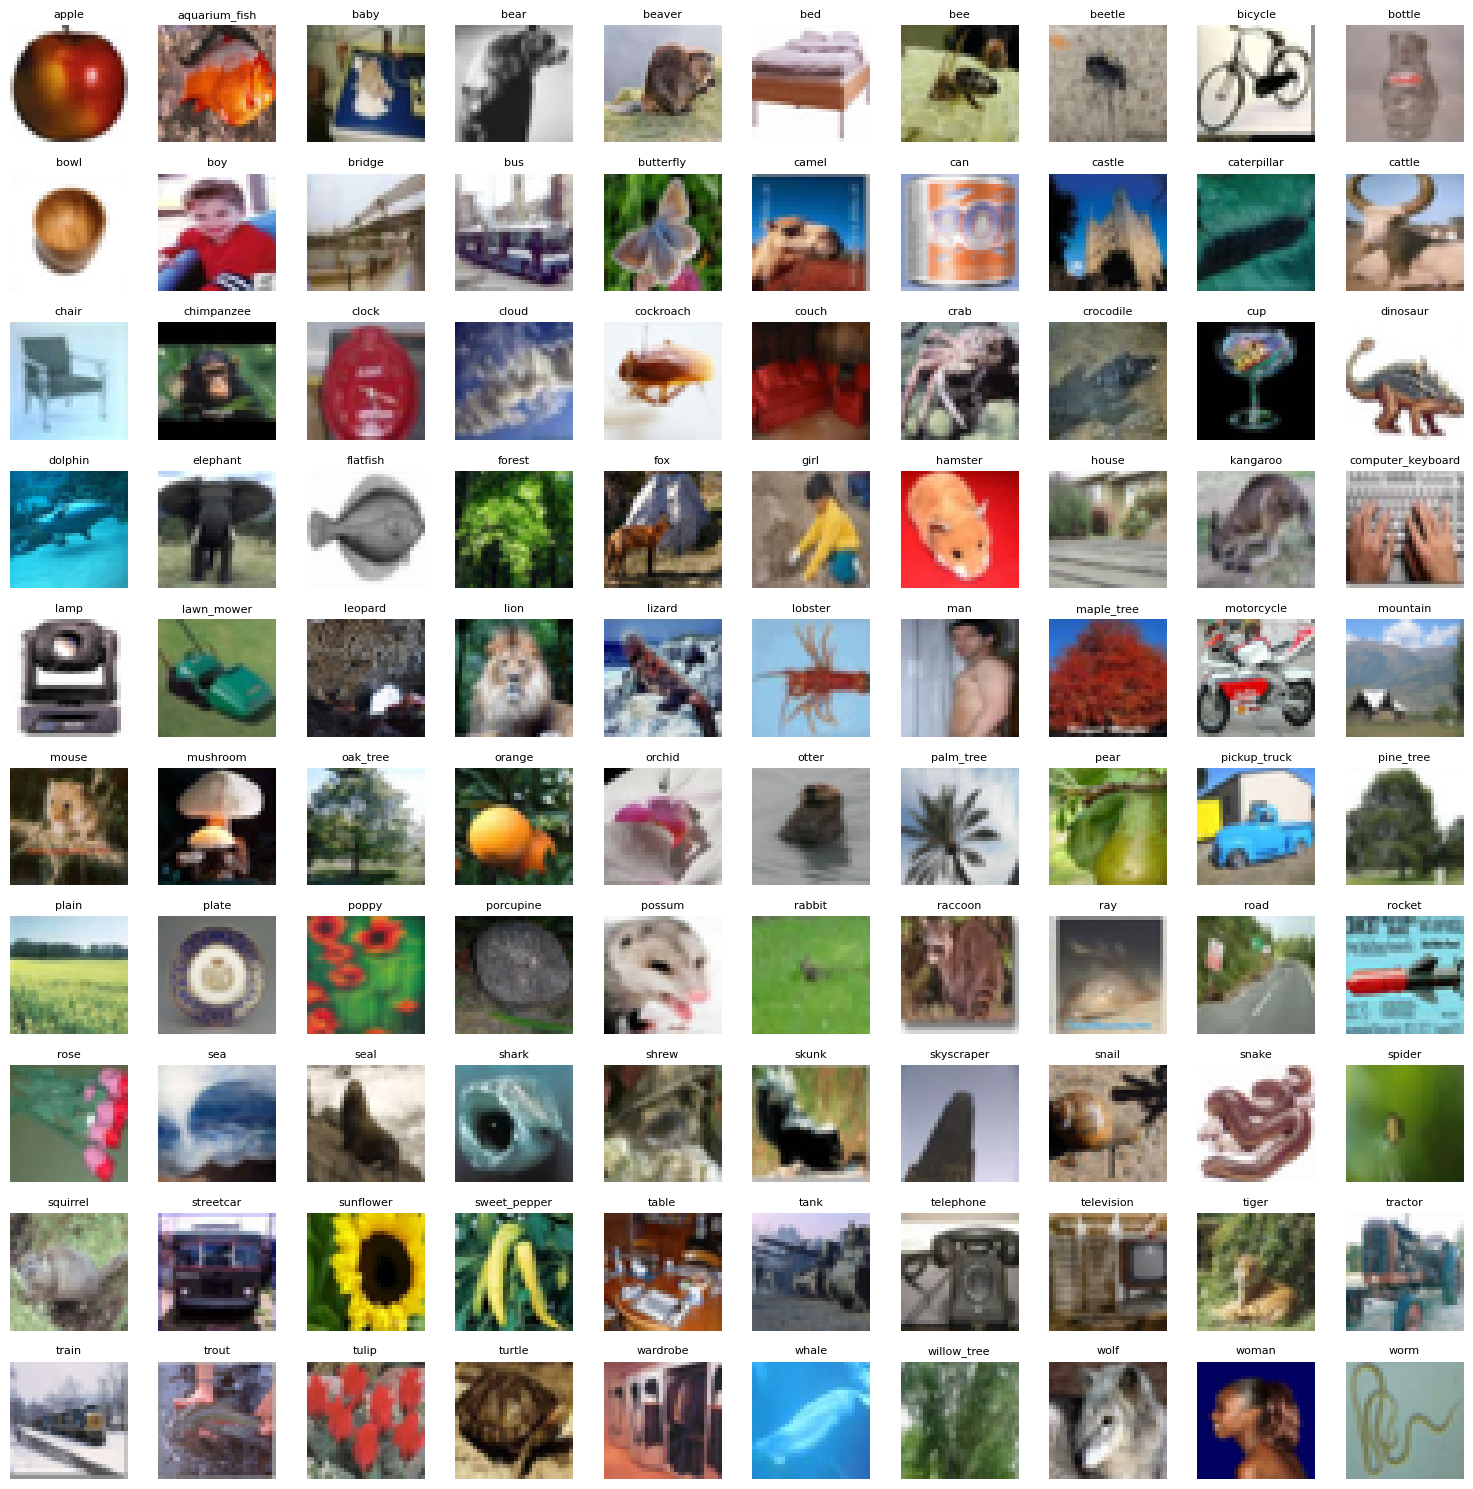 apple aquarium_fish baby bear beaver bed bee beetle bicycle bottle
bowl boy bridge bus butterfly camel can castle caterpillar cattle
chair chimpanzee clock cloud cockroach couch crab crocodile cup dinosaur
dolphin elephant flatfish forest fox girl hamster house kangaroo computer_keyboard
lamp lawn_mower leopard lion lizard lobster man maple_tree motorcycle mountain
mouse mushroom oak_tree orange orchid otter palm_tree pear pickup_truck pine_tree
plain plate poppy porcupine possum rabbit raccoon ray road rocket
rose sea seal shark shrew skunk skyscraper snail snake spider
squirrel streetcar sunflower sweet_pepper table tank telephone television tiger tractor
train trout tulip turtle wardrobe whale willow_tree wolf woman worm